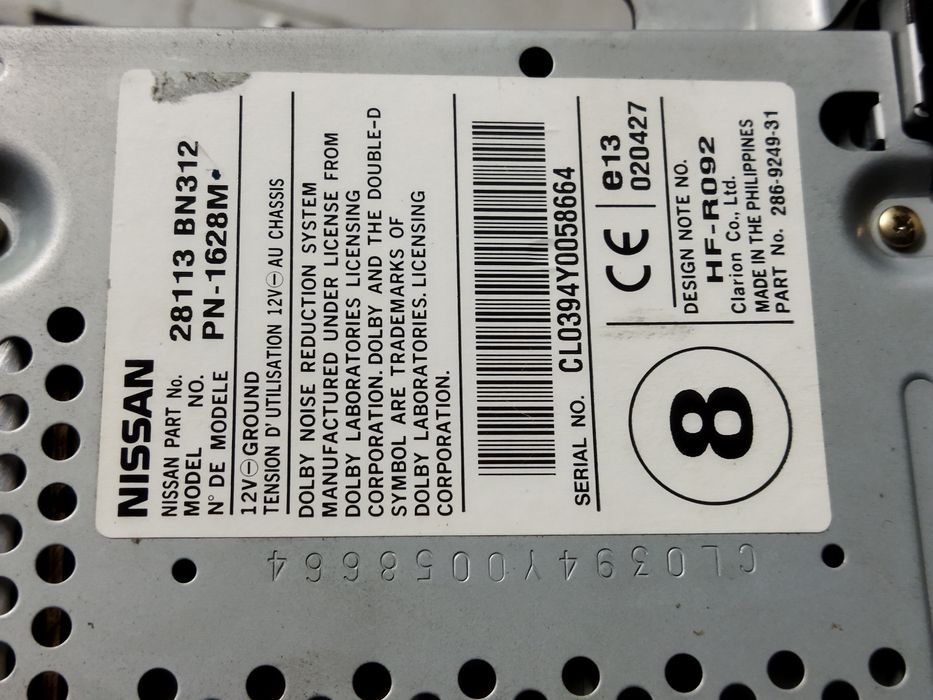 NISSAN
NISSAN PART No. 28113 BN312
MODEL NO. PN-1628M
N° DE MODELE
12V⊖GROUND
TENSION D' UTILISATION 12V⊖AU CHASSIS
DOLBY NOISE REDUCTION SYSTEM
MANUFACTURED UNDER LICENSE FROM
DOLBY LABORATORIES LICENSING
CORPORATION.DOLBY AND THE DOUBLE-D
SYMBOL ARE TRADEMARKS OF
DOLBY LABORATORIES.LICENSING
CORPORATION.
SERIAL NO. CL0394Y0058664
8
CE e13
020427
DESIGN NOTE NO.
HF-R092
Clarion Co., Ltd.
MADE IN THE PHILIPPINES
PART No. 286-9249-31
CL0394Y0058664